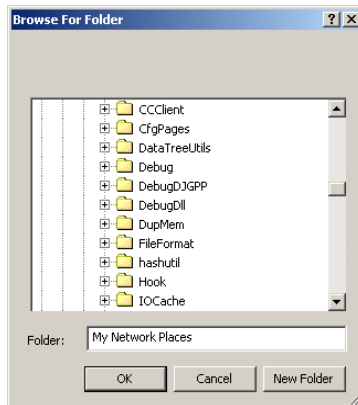 Browse For Folder
CCClient
CfgPages
DataTreeUtils
Debug
DebugDJGPP
DebugDll
DupMem
FileFormat
hashutil
Hook
IOCache
Folder: My Network Places
OK Cancel New Folder